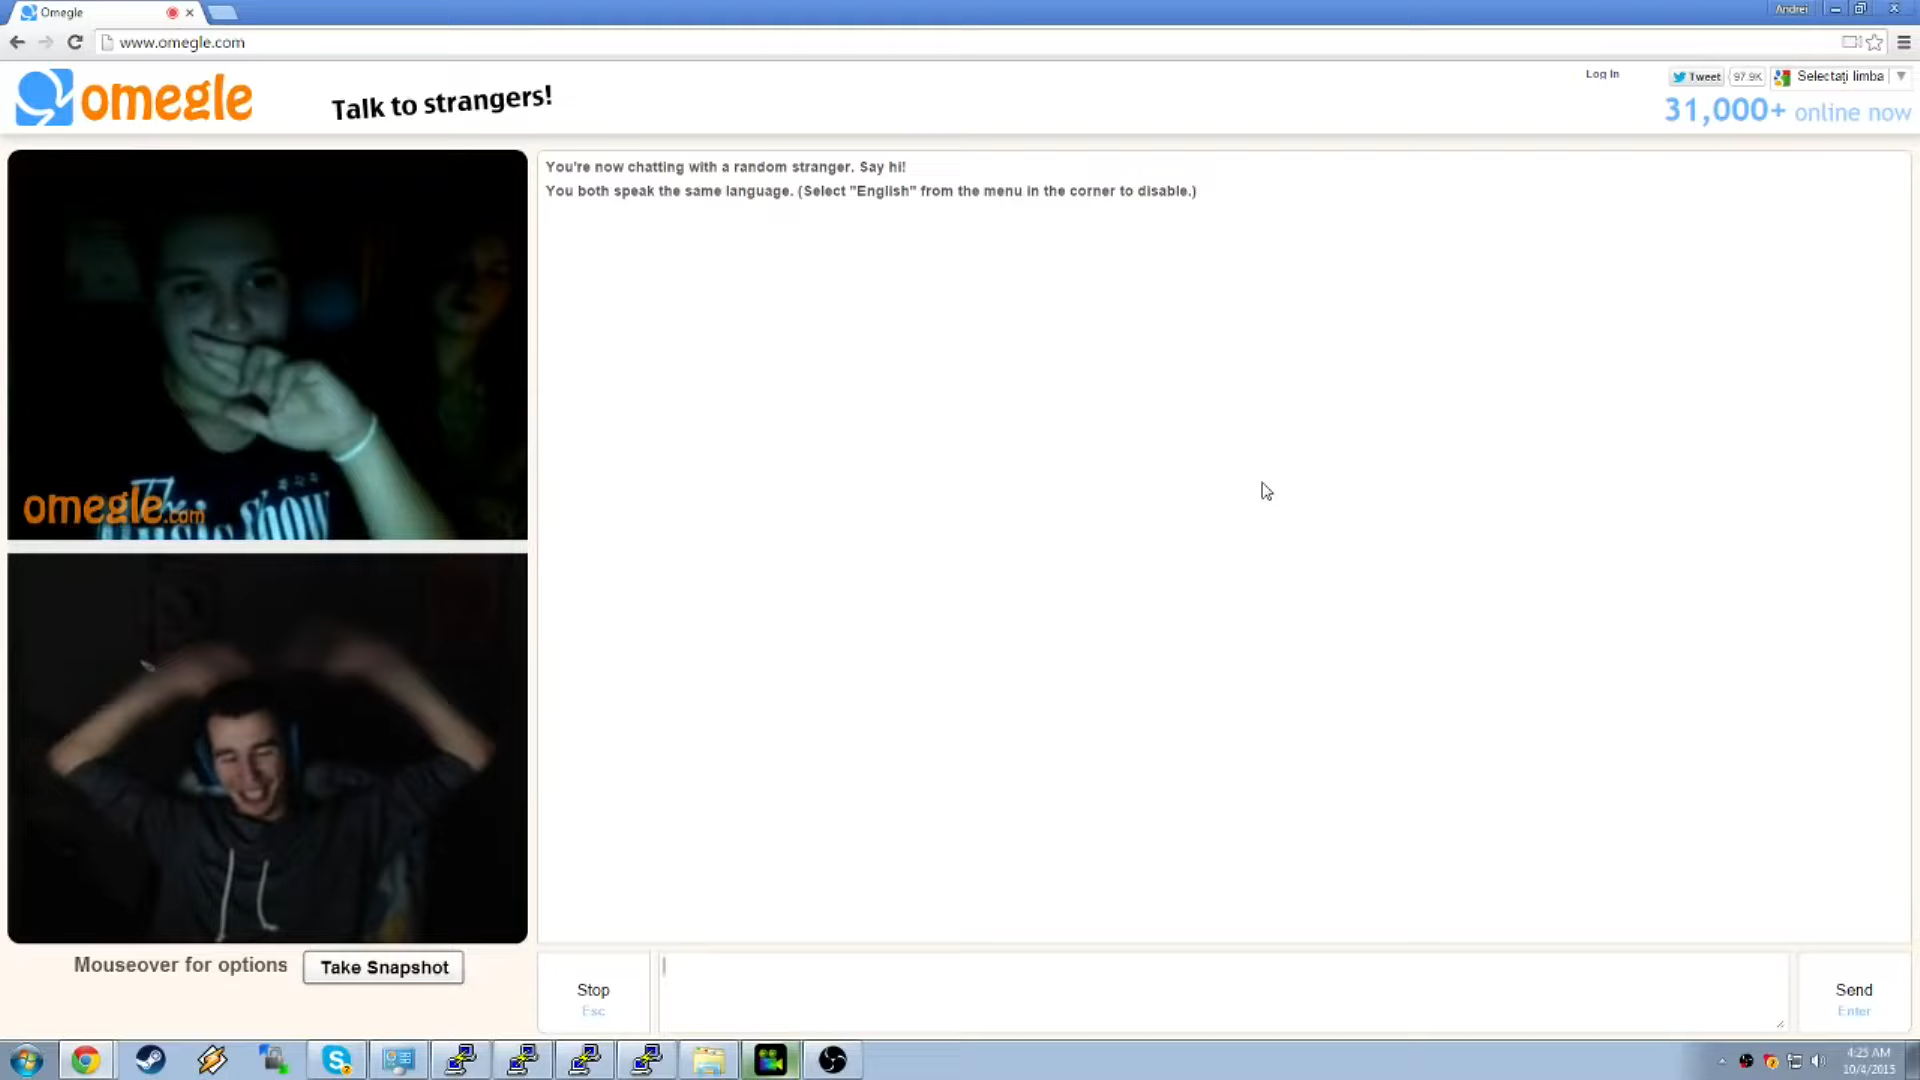 Omegle
Andrei
www.omegle.com
omegle
Talk to strangers!
Log In
Tweet
97.9K
Selectați limba
31,000+ online now
You're now chatting with a random stranger. Say hi!
You both speak the same language. (Select "English" from the menu in the corner to disable.)
omegle.com
The
show
Mouseover for options
Take Snapshot
Stop
Esc
Send
Enter
4:25 AM
10/4/2015